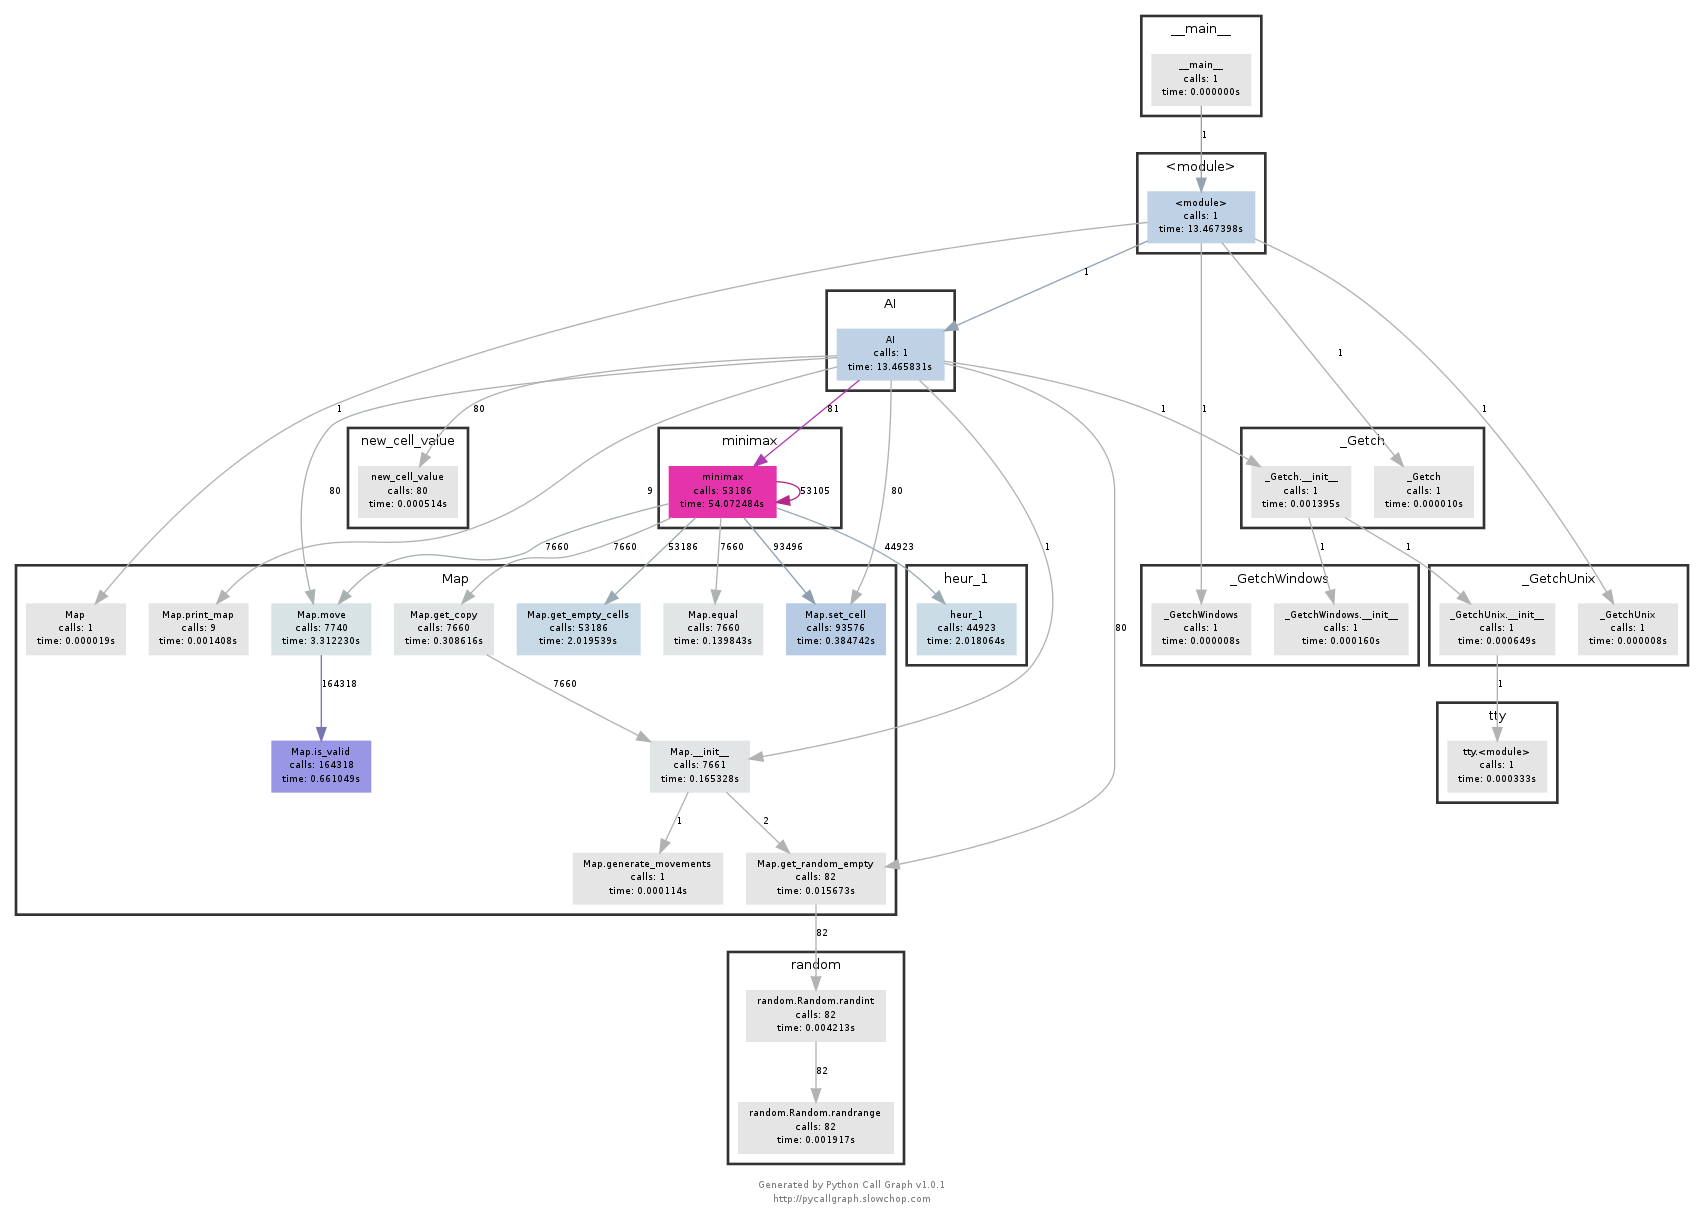 __main__
__main__
calls: 1
time: 0.000000s
1
<module>
<module>
calls: 1
time: 13.467398s
1
AI
AI
calls: 1
time: 13.465831s
1
1
80
81
1
1
1
new_cell_value
new_cell_value
calls: 80
time: 0.000514s
minimax
minimax
calls: 53186
time: 54.072484s
53105
_Getch
_Getch.__init__
calls: 1
time: 0.001395s
_Getch
calls: 1
time: 0.000010s
80
9
80
7660
7660
53186
7660
93496
44923
1
1
1
Map
Map
calls: 1
time: 0.000019s
Map.print_map
calls: 9
time: 0.001408s
Map.move
calls: 7740
time: 3.312230s
Map.get_copy
calls: 7660
time: 0.308616s
Map.get_empty_cells
calls: 53186
time: 2.019539s
Map.equal
calls: 7660
time: 0.139843s
Map.set_cell
calls: 93576
time: 0.384742s
heur_1
heur_1
calls: 44923
time: 2.018064s
80
_GetchWindows
_GetchWindows
calls: 1
time: 0.000008s
_GetchWindows.__init__
calls: 1
time: 0.000160s
_GetchUnix
_GetchUnix.__init__
calls: 1
time: 0.000649s
_GetchUnix
calls: 1
time: 0.000008s
164318
7660
1
tty
tty.<module>
calls: 1
time: 0.000333s
Map.is_valid
calls: 164318
time: 0.661049s
Map.__init__
calls: 7661
time: 0.165328s
1
2
Map.generate_movements
calls: 1
time: 0.000114s
Map.get_random_empty
calls: 82
time: 0.015673s
82
random
random.Random.randint
calls: 82
time: 0.004213s
82
random.Random.randrange
calls: 82
time: 0.001917s
Generated by Python Call Graph v1.0.1
http://pycallgraph.slowchop.com